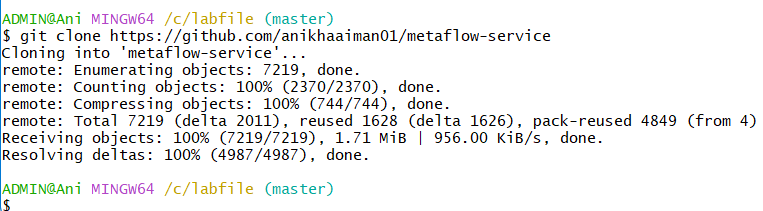 ADMIN@Ani MINGW64 /c/labfile (master)
$ git clone https://github.com/anikhaaiman01/metaflow-service
Cloning into 'metaflow-service'...
remote: Enumerating objects: 7219, done.
remote: Counting objects: 100% (2370/2370), done.
remote: Compressing objects: 100% (744/744), done.
remote: Total 7219 (delta 2011), reused 1628 (delta 1626), pack-reused 4849 (from 4)
Receiving objects: 100% (7219/7219), 1.71 MiB | 956.00 KiB/s, done.
Resolving deltas: 100% (4987/4987), done.
ADMIN@Ani MINGW64 /c/labfile (master)
$